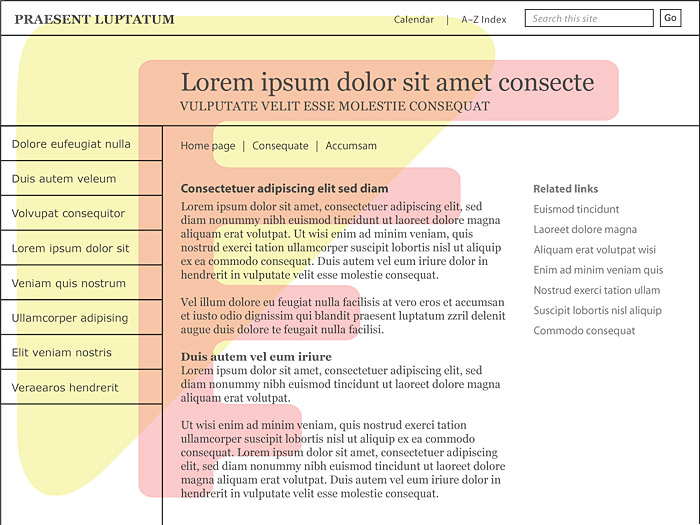 PRAESENT LUPTATUM
Calendar | A–Z Index
Search this site
Go
Lorem ipsum dolor sit amet consecte
VULPUTATE VELIT ESSE MOLESTIE CONSEQUAT
Dolore eufeugiat nulla
Duis autem veleum
Volvupat consequitor
Lorem ipsum dolor sit
Veniam quis nostrum
Ullamcorper adipising
Elit veniam nostris
Veraearos hendrerit
Home page | Consequate | Accumsam
Consectetuer adipiscing elit sed diam
Lorem ipsum dolor sit amet, consectetuer adipiscing elit, sed
diam nonummy nibh euismod tincidunt ut laoreet dolore magna
aliquam erat volutpat. Ut wisi enim ad minim veniam, quis
nostrud exerci tation ullamcorper suscipit lobortis nisl ut aliquip
ex ea commodo consequat. Duis autem vel eum iriure dolor in
hendrerit in vulputate velit esse molestie consequat.
Vel illum dolore eu feugiat nulla facilisis at vero eros et accumsan
et iusto odio dignissim qui blandit praesent luptatum zzril delenit
augue duis dolore te feugait nulla facilisi.
Duis autem vel eum iriure
Lorem ipsum dolor sit amet, consectetuer adipiscing elit, sed
diam nonummy nibh euismod tincidunt ut laoreet dolore magna
aliquam erat volutpat.
Ut wisi enim ad minim veniam, quis nostrud exerci tation
ullamcorper suscipit lobortis nisl ut aliquip ex ea commodo
consequat. Lorem ipsum dolor sit amet, consectetuer adipiscing
elit, sed diam nonummy nibh euismod tincidunt ut laoreet dolore
magna aliquam erat volutpat. Duis autem vel eum iriure dolor in
hendrerit in vulputate velit esse molestie consequat.
Related links
Euismod tincidunt
Laoreet dolore magna
Aliquam erat volutpat wisi
Enim ad minim veniam quis
Nostrud exerci tation ullam
Suscipit lobortis nisl aliquip
Commodo consequat